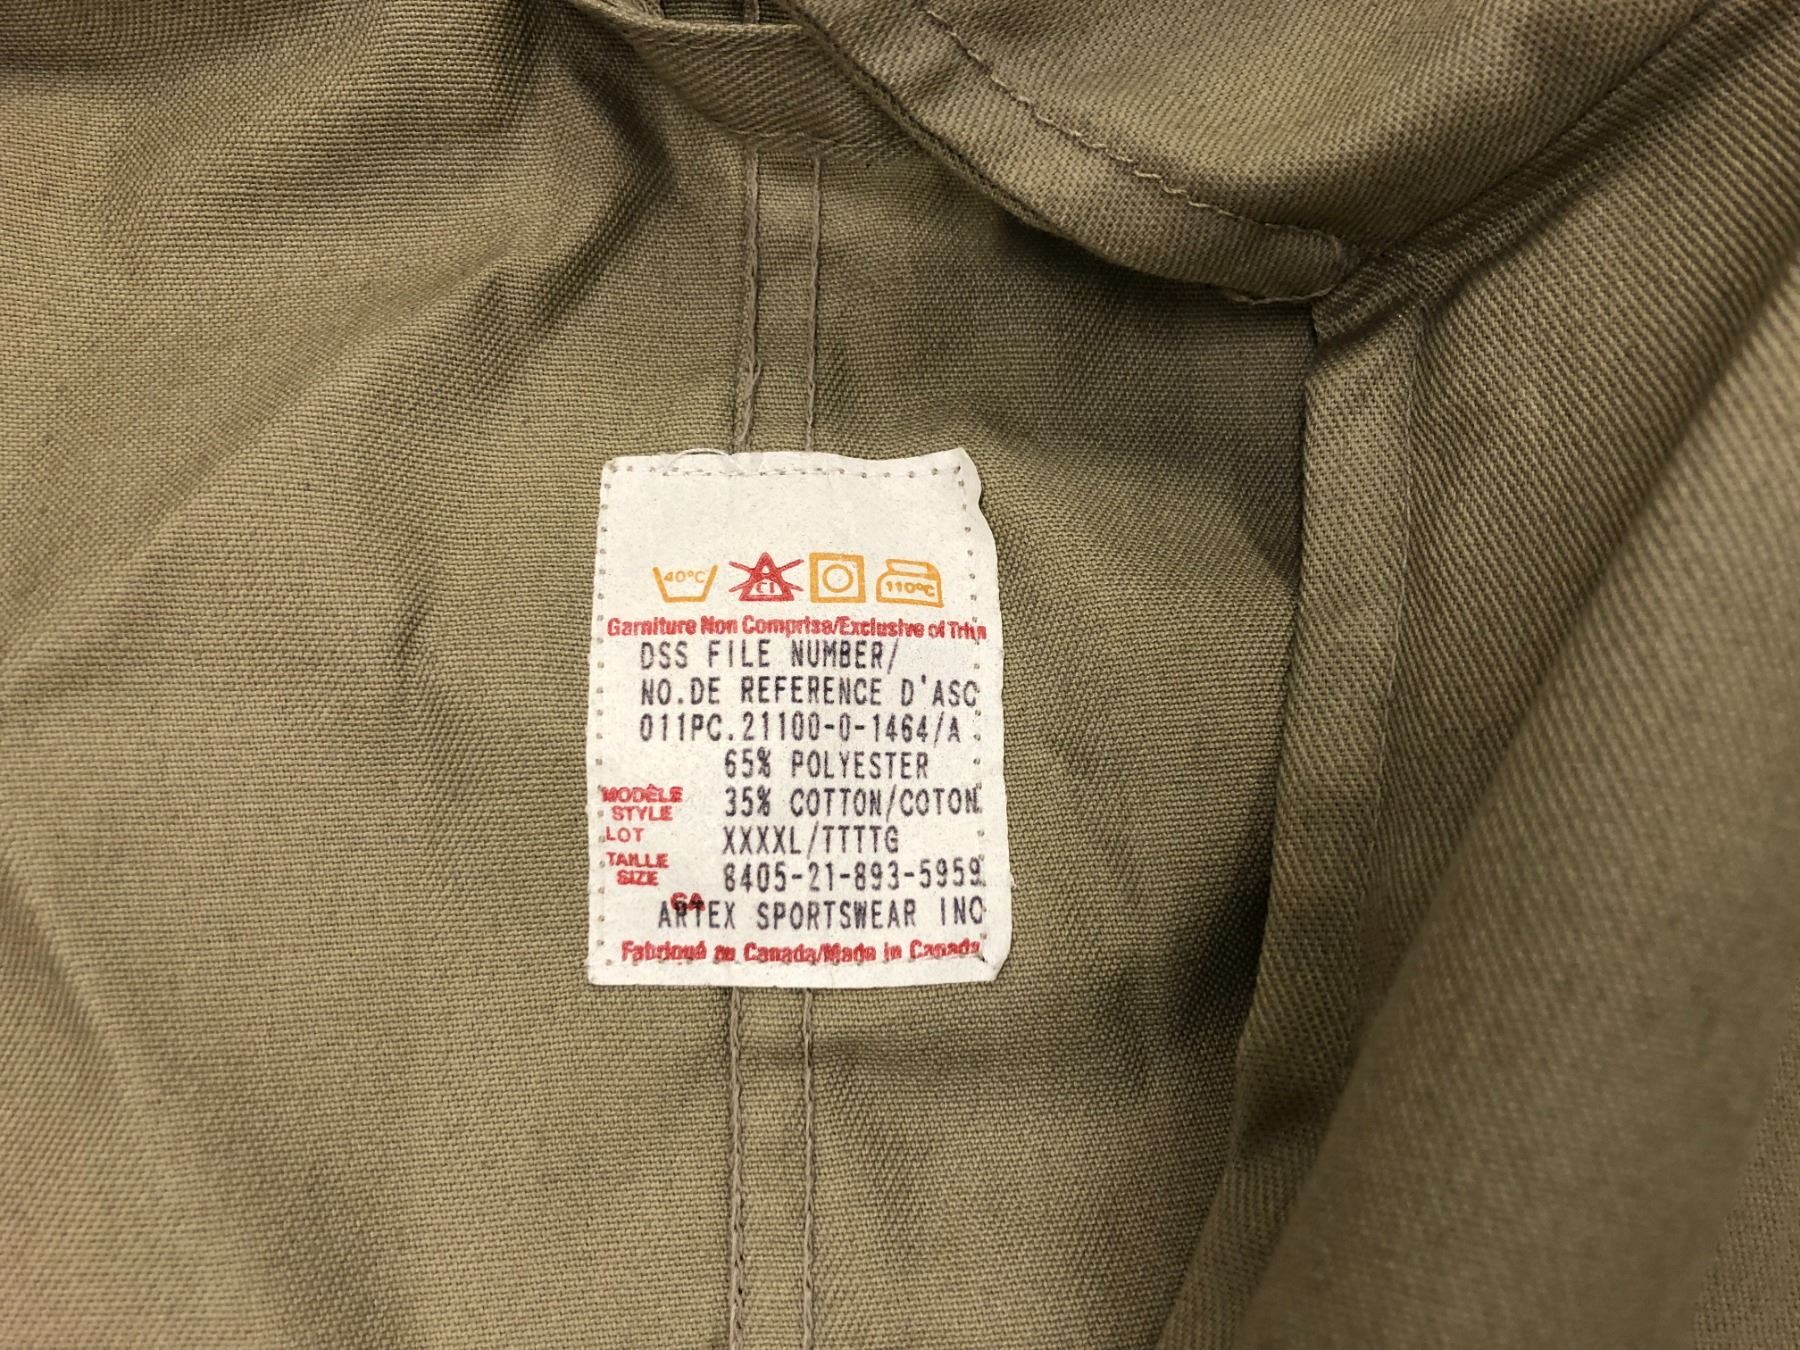 40°C Cl 110°C
Garniture Non Comprise/Exclusive of Trim
DSS FILE NUMBER/
NO.DE REFERENCE D'ASC
011PC.21100-0-1464/A
65% POLYESTER
MODÈLE
STYLE
35% COTTON/COTON
LOT
XXXXL/TTTTG
TAILLE
SIZE
8405-21-893-5959
CA
ARTEX SPORTSWEAR INC
Fabriqué au Canada/Made in Canada